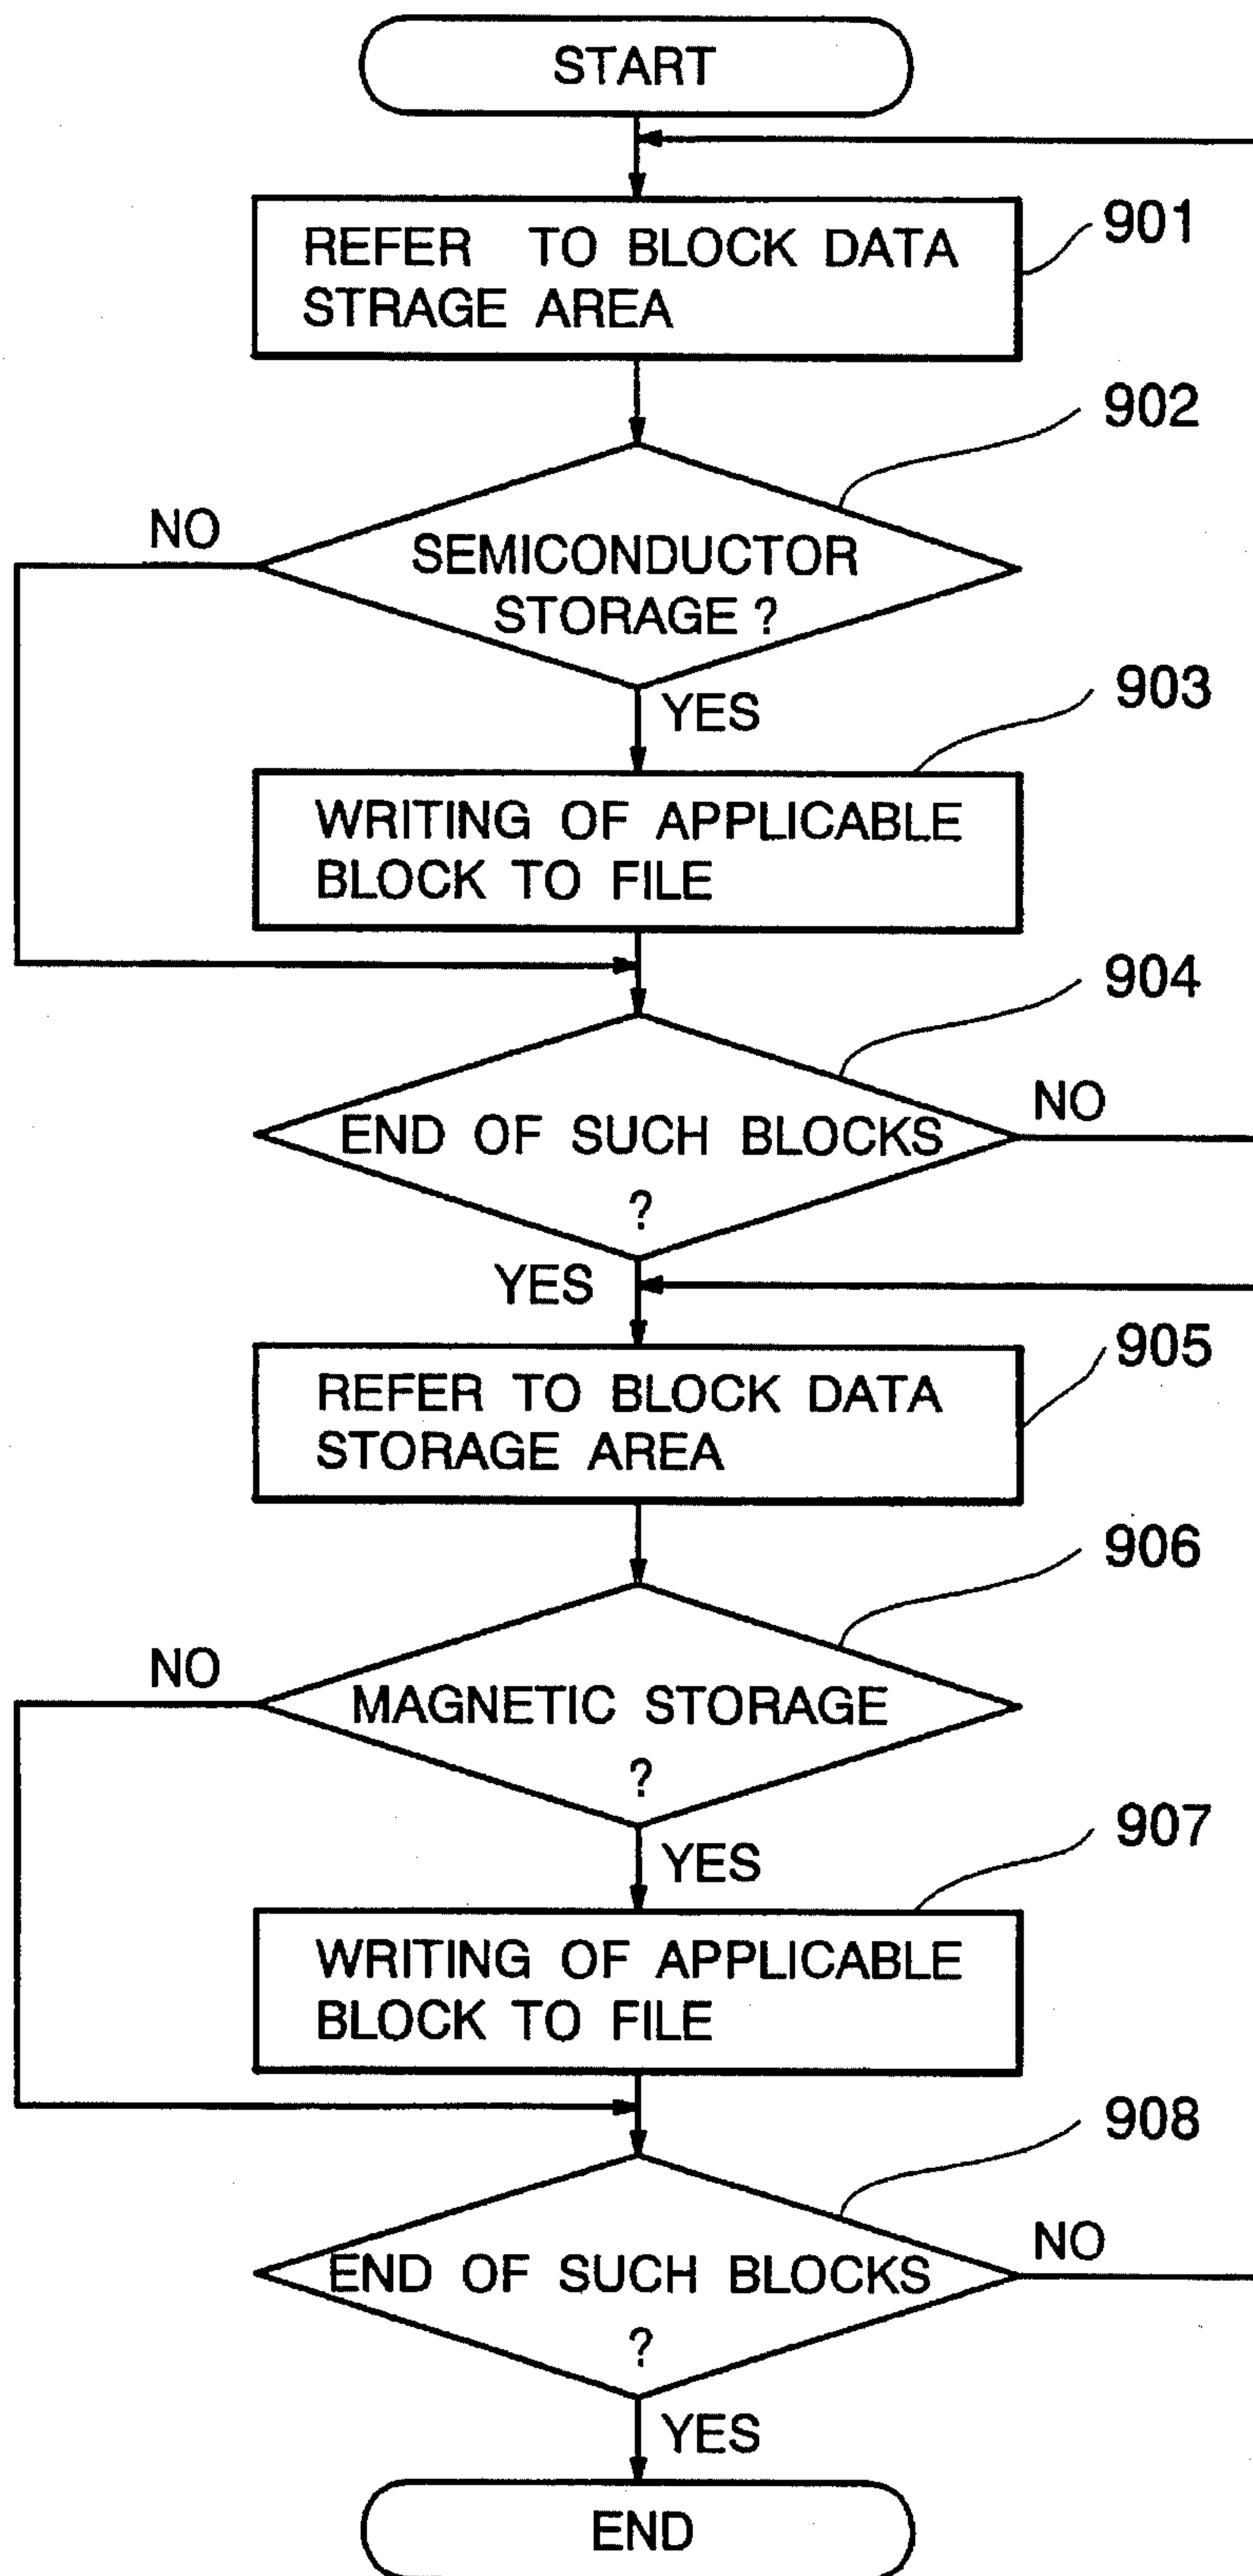 START
REFER TO BLOCK DATA
STRAGE AREA
901
902
NO
SEMICONDUCTOR
STORAGE ?
YES
903
WRITING OF APPLICABLE
BLOCK TO FILE
904
END OF SUCH BLOCKS
?
NO
YES
905
REFER TO BLOCK DATA
STORAGE AREA
906
NO
MAGNETIC STORAGE
?
YES
907
WRITING OF APPLICABLE
BLOCK TO FILE
908
END OF SUCH BLOCKS
?
NO
YES
END